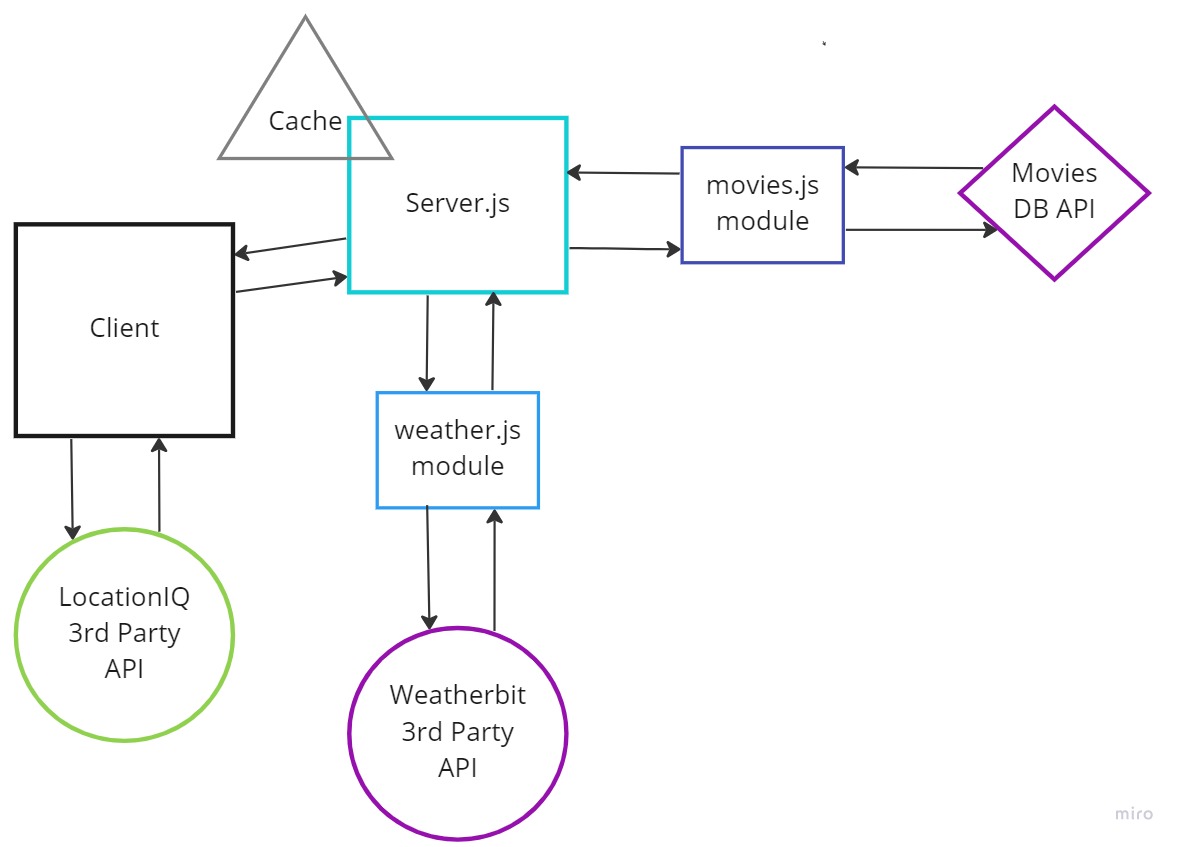 Cache
Server.js
movies.js
module
Movies
DB API
Client
weather.js
module
LocationIQ
3rd Party
API
Weatherbit
3rd Party
API
miro